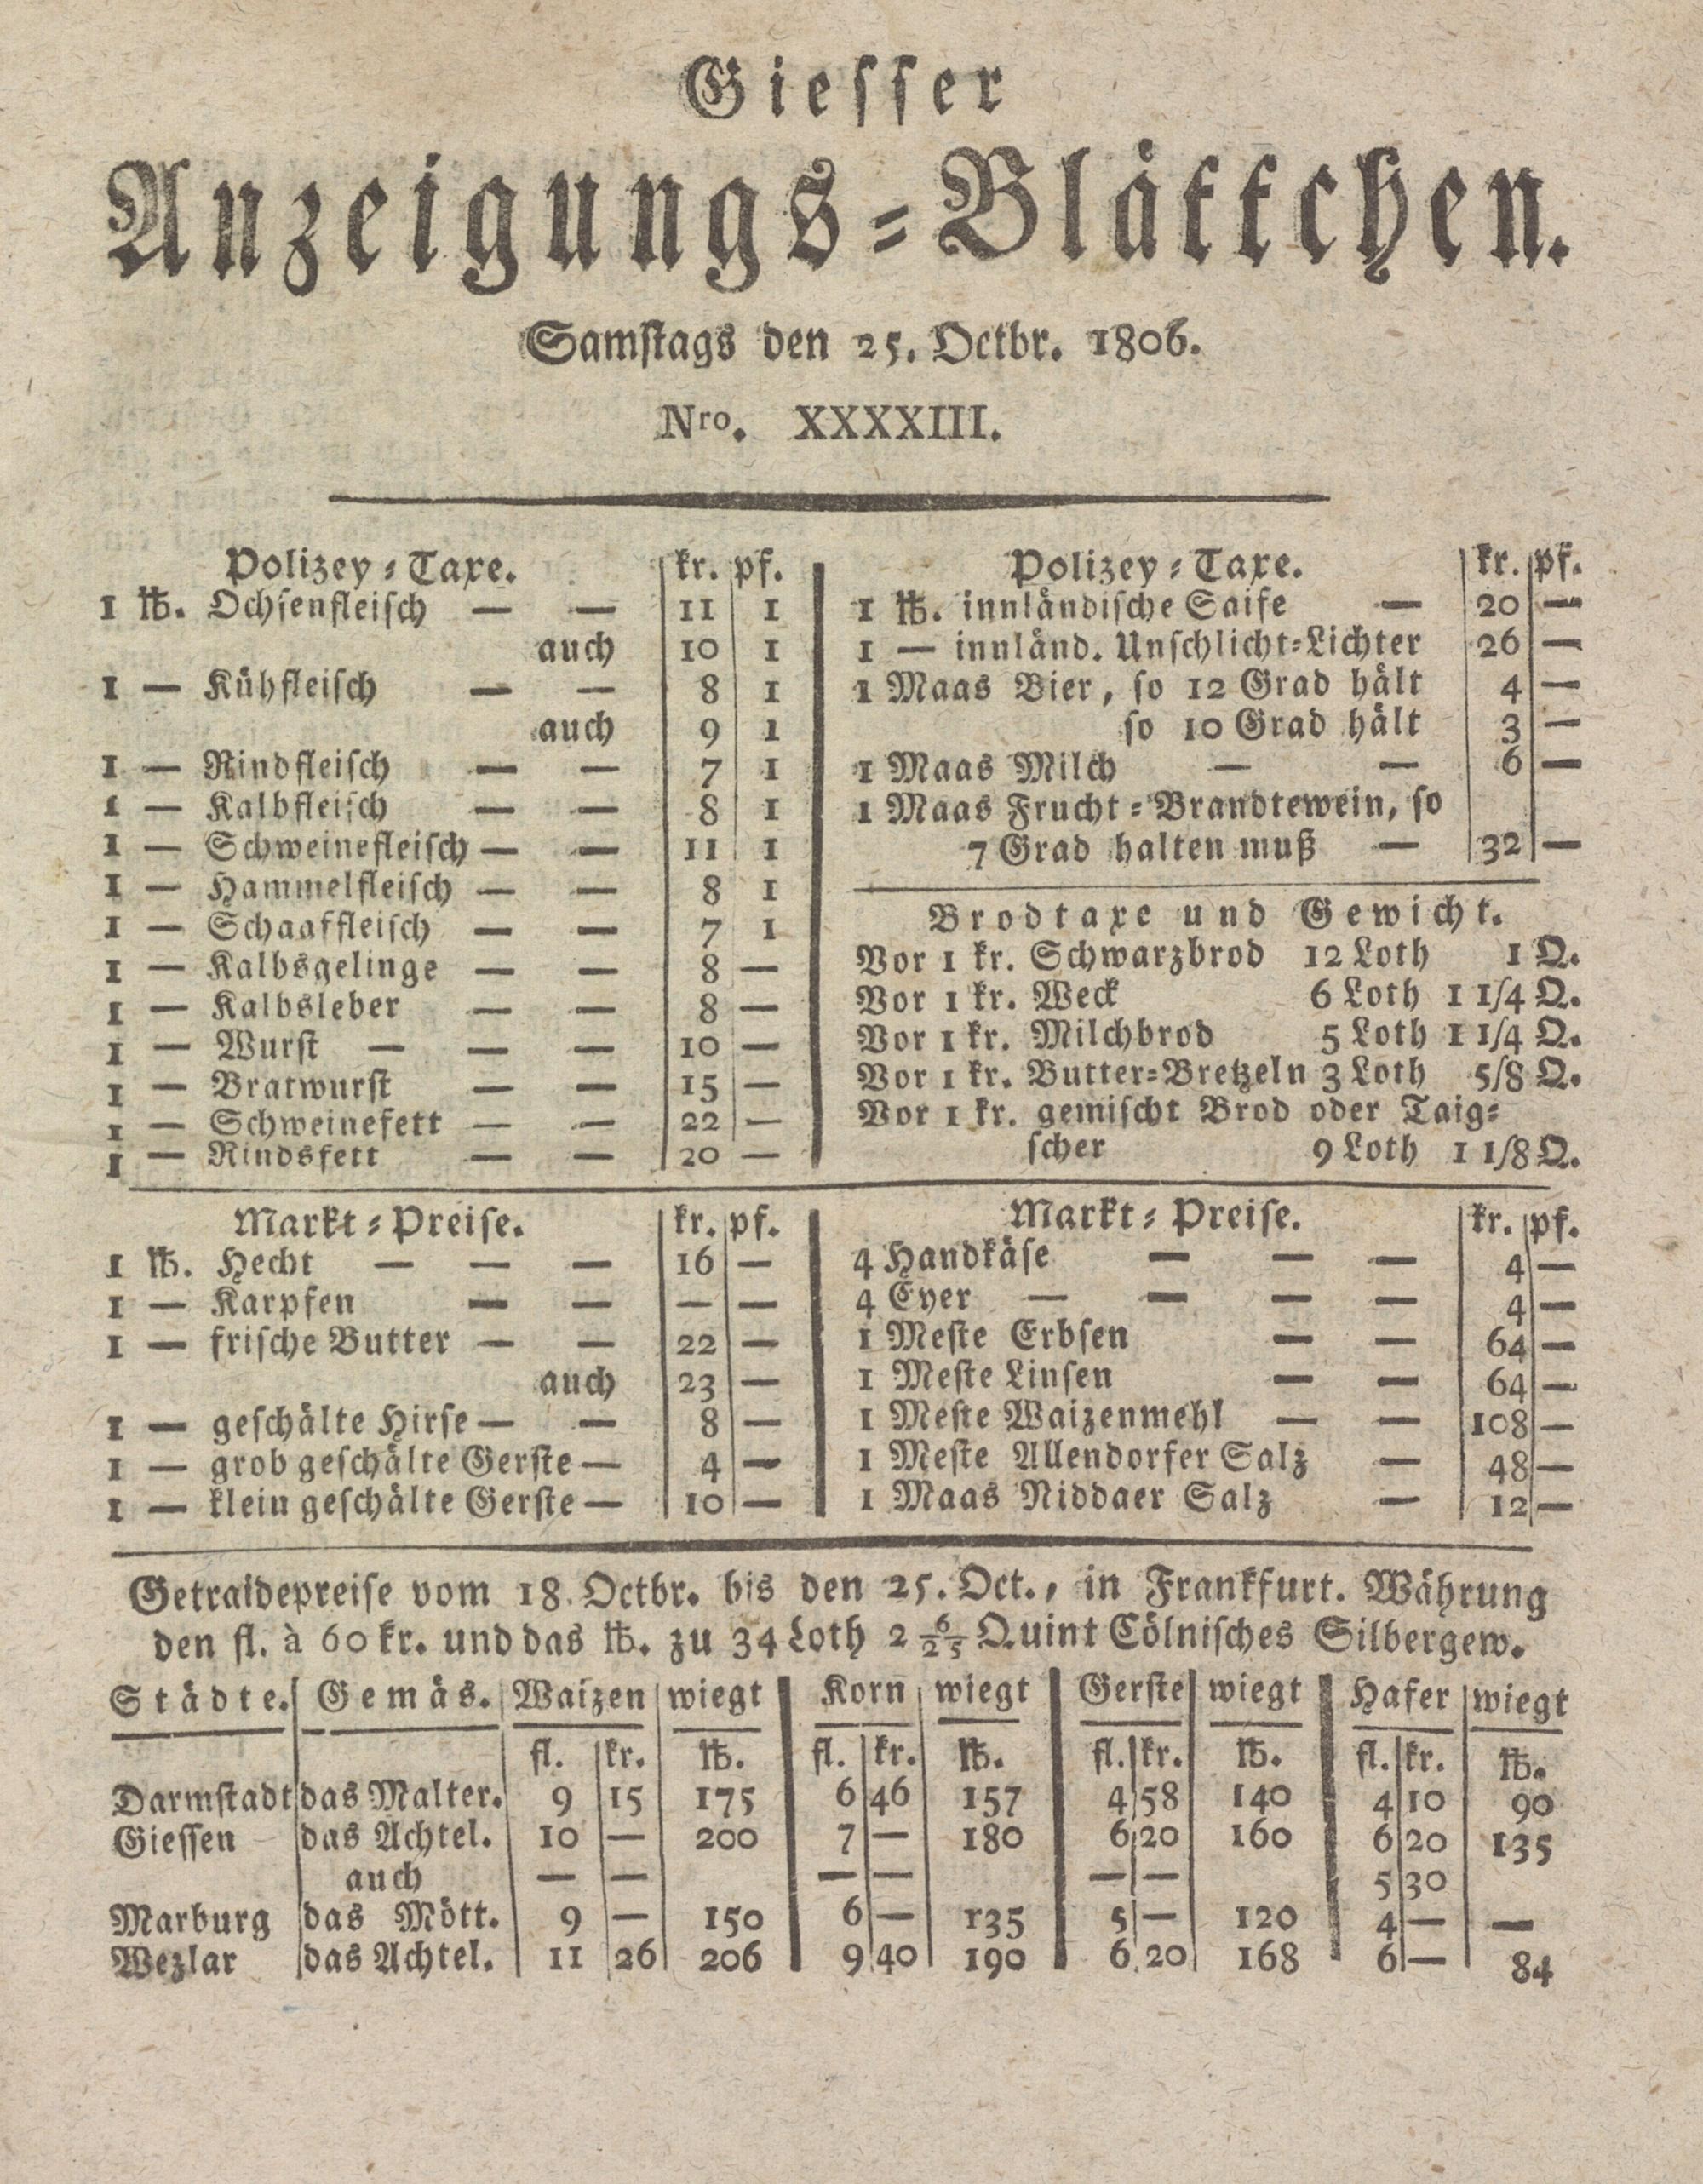 Giesser
Anzeigungs-Blåttchen.
Samstags den 25. Octbr. 1806.
Nro. XXXXIII.
Polizey-Taxe. kr. pf.
1 ℔. Ochsenfleisch — — 11 1
auch 10 1
1 — Kühfleisch — — 8 1
auch 9 1
1 — Rindfleisch — — 7 1
1 — Kalbfleisch — — 8 1
1 — Schweinefleisch — — 11 1
1 — Hammelfleisch — — 8 1
1 — Schaaffleisch — — 7 1
1 — Kalbsgelinge — — 8 —
1 — Kalbsleber — — 8 —
1 — Wurst — — — 10 —
1 — Bratwurst — — 15 —
1 — Schweinefett — — 22 —
1 — Rindsfett — — 20 —
Polizey-Taxe. kr. pf.
1 ℔. innländische Saife — 20 —
1 — innländ. Unschlicht-Lichter 26 —
1 Maas Bier, so 12 Grad hält 4 —
so 10 Grad hält 3 —
1 Maas Milch — — 6 —
1 Maas Frucht-Brandtewein, so
7 Grad halten muß — 32 —
Brodtaxe und Gewicht.
Vor 1 kr. Schwarzbrod 12 Loth 1 Q.
Vor 1 kr. Weck 6 Loth 1 1/4 Q.
Vor 1 kr. Milchbrod 5 Loth 1 1/4 Q.
Vor 1 kr. Butter-Bretzeln 3 Loth 5/8 Q.
Vor 1 kr. gemischt Brod oder Taig-
scher 9 Loth 1 1/8 Q.
Markt-Preise. kr. pf.
1 ℔. Hecht — — — 16 —
1 — Karpfen — — — —
1 — frische Butter — — 22 —
auch 23 —
1 — geschälte Hirse — — 8 —
1 — grob geschälte Gerste — 4 —
1 — klein geschälte Gerste — 10 —
Markt-Preise. kr. pf.
4 Handkäse — — — 4 —
4 Eyer — — — — 4 —
1 Meste Erbsen — — 64 —
1 Meste Linsen — — 64 —
1 Meste Waizenmehl — — 108 —
1 Meste Allendorfer Salz — 48 —
1 Maas Niddaer Salz — 12 —
Getraidepreise vom 18. Octbr. bis den 25. Oct., in Frankfurt. Währung
den fl. à 60 kr. und das ℔. zu 34 Loth 2 6/25 Quint Cölnisches Silbergew.
Städte. Gemäs. Waizen wiegt Korn wiegt Gerste wiegt Hafer wiegt
fl. kr. ℔. fl. kr. ℔. fl. kr. ℔. fl. kr. ℔.
Darmstadt das Malter. 9 15 175 6 46 157 4 58 140 4 10 90
Giessen das Achtel. 10 — 200 7 — 180 6 20 160 6 20 135
auch — — — — — — 5 30
Marburg das Mött. 9 — 150 6 — 135 5 — 120 4 — —
Wezlar das Achtel. 11 26 206 9 40 190 6 20 168 6 — 84